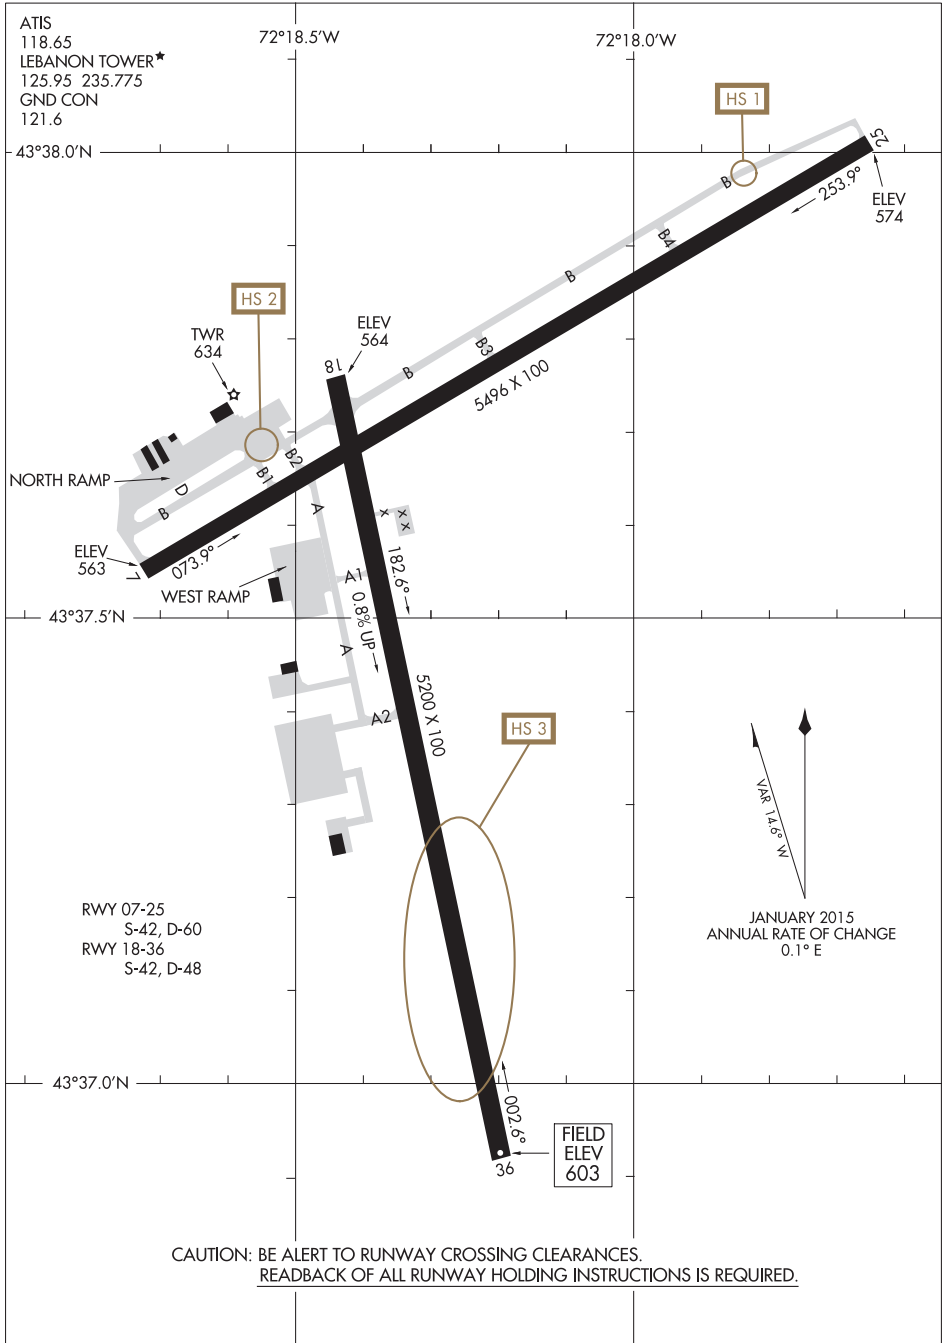 ATIS
118.65
LEBANON TOWER★
125.95 235.775
GND CON
121.6
72°18.5'W
72°18.0'W
HS 1
25
43°38.0'N
B
253.9°
ELEV
574
B4
B
HS 2
TWR
634
ELEV
564
18
B3
B
5496 X 100
NORTH RAMP
B2
B1
D
B
A
x
x x
ELEV
563
7
073.9°
WEST RAMP
182.6°
A1
0.8% UP
43°37.5'N
A
5200 X 100
A2
HS 3
VAR 14.6° W
JANUARY 2015
ANNUAL RATE OF CHANGE
0.1° E
RWY 07-25
S-42, D-60
RWY 18-36
S-42, D-48
43°37.0'N
002.6°
36
FIELD
ELEV
603
CAUTION: BE ALERT TO RUNWAY CROSSING CLEARANCES.
READBACK OF ALL RUNWAY HOLDING INSTRUCTIONS IS REQUIRED.